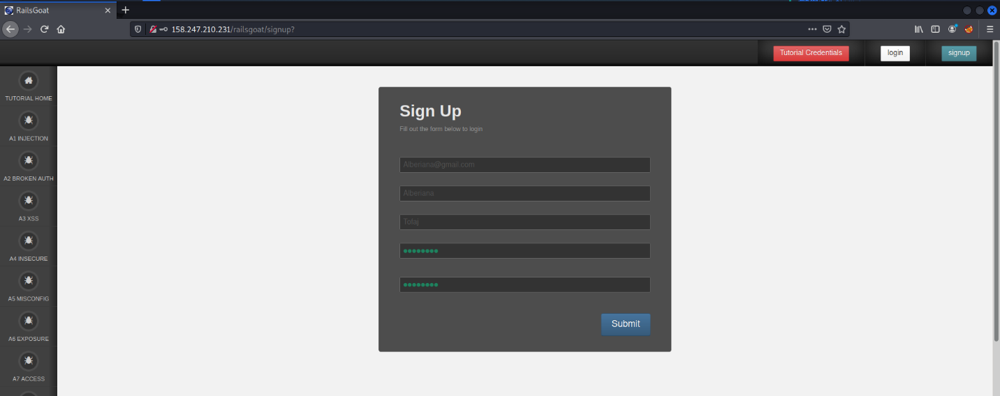 RailsGoat
158.247.210.231/railsgoat/signup?
Tutorial Credentials
login
signup
TUTORIAL HOME
A1 INJECTION
A2 BROKEN AUTH
A3 XSS
A4 INSECURE
A5 MISCONFIG
A6 EXPOSURE
A7 ACCESS
Sign Up
Fill out the form below to login
Alberiana@gmail.com
Alberiana
Tofaj
●●●●●●●●
●●●●●●●●
Submit